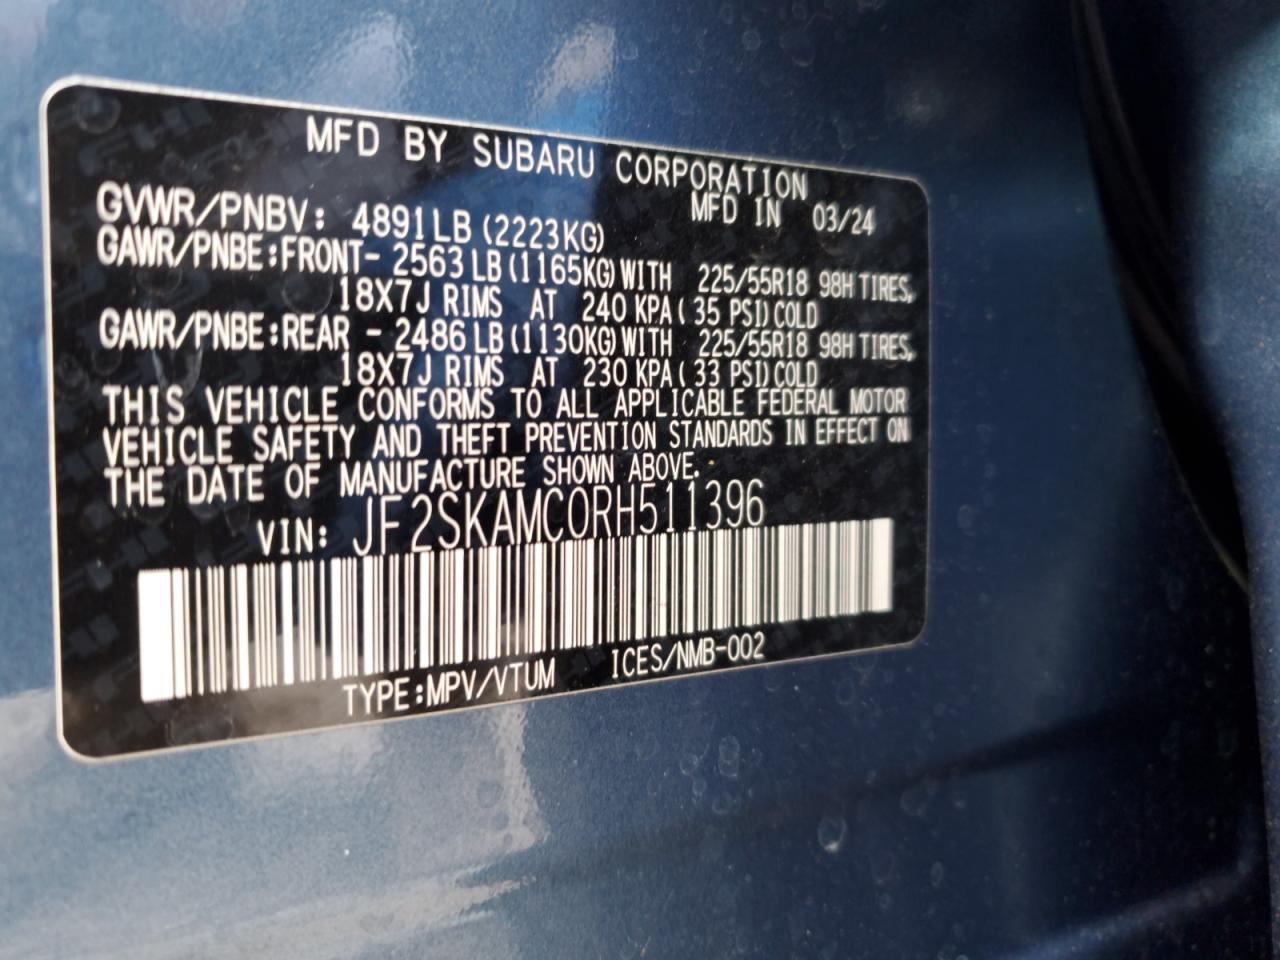 MFD BY SUBARU CORPORATION
MFD IN 03/24
GVWR/PNBV: 4891LB (2223KG)
GAWR/PNBE:FRONT- 2563 LB(1165KG)WITH 225/55R18 98H TIRES,
18X7J RIMS AT 240 KPA( 35 PSI)COLD
GAWR/PNBE:REAR - 2486 LB(1130KG)WITH 225/55R18 98H TIRES,
18X7J RIMS AT 230 KPA( 33 PSI)COLD
THIS VEHICLE CONFORMS TO ALL APPLICABLE FEDERAL MOTOR
VEHICLE SAFETY AND THEFT PREVENTION STANDARDS IN EFFECT ON
THE DATE OF MANUFACTURE SHOWN ABOVE.
VIN: JF2SKAMC0RH511396
TYPE:MPV/VTUM ICES/NMB-002